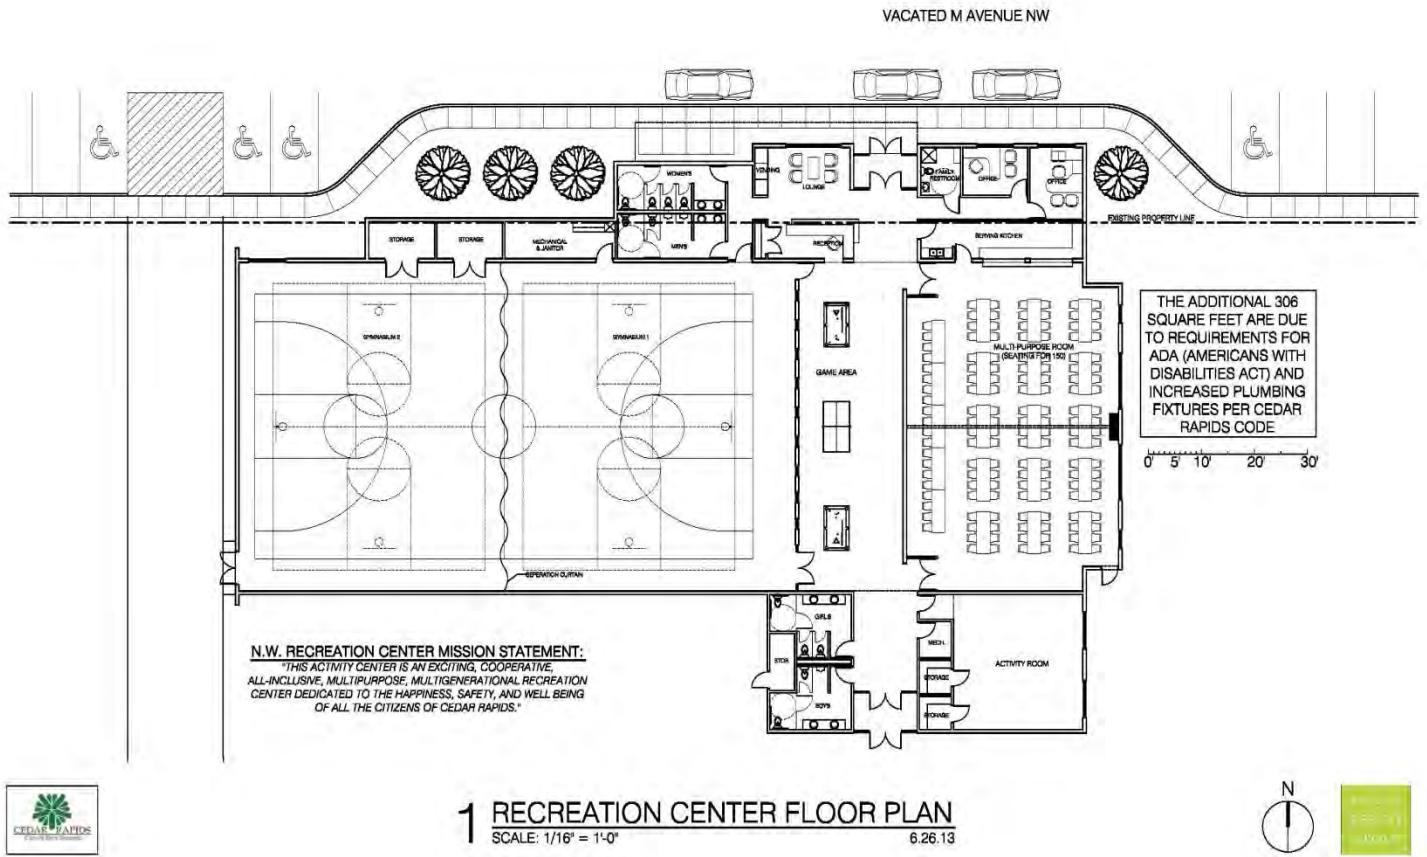 VACATED M AVENUE NW
WOMEN'S
VENDING
LOUNGE
FAMILY
RESTROOM
OFFICE
OFFICE
EXISTING PROPERTY LINE
STORAGE
STORAGE
MECHANICAL
& JANITOR
MEN'S
RECEPTION
SERVING KITCHEN
GYMNASIUM 2
GYMNASIUM 1
GAME AREA
MULTI-PURPOSE ROOM
(SEATING FOR 150)
THE ADDITIONAL 306
SQUARE FEET ARE DUE
TO REQUIREMENTS FOR
ADA (AMERICANS WITH
DISABILITIES ACT) AND
INCREASED PLUMBING
FIXTURES PER CEDAR
RAPIDS CODE
0' 5' 10' 20' 30'
SEPERATION CURTAIN
GIRLS
MECH.
STOR.
ACTIVITY ROOM
STORAGE
BOYS
STORAGE
N.W. RECREATION CENTER MISSION STATEMENT:
"THIS ACTIVITY CENTER IS AN EXCITING, COOPERATIVE,
ALL-INCLUSIVE, MULTIPURPOSE, MULTIGENERATIONAL RECREATION
CENTER DEDICATED TO THE HAPPINESS, SAFETY, AND WELL BEING
OF ALL THE CITIZENS OF CEDAR RAPIDS."
CEDAR RAPIDS
1 RECREATION CENTER FLOOR PLAN
SCALE: 1/16" = 1'-0" 6.26.13
N